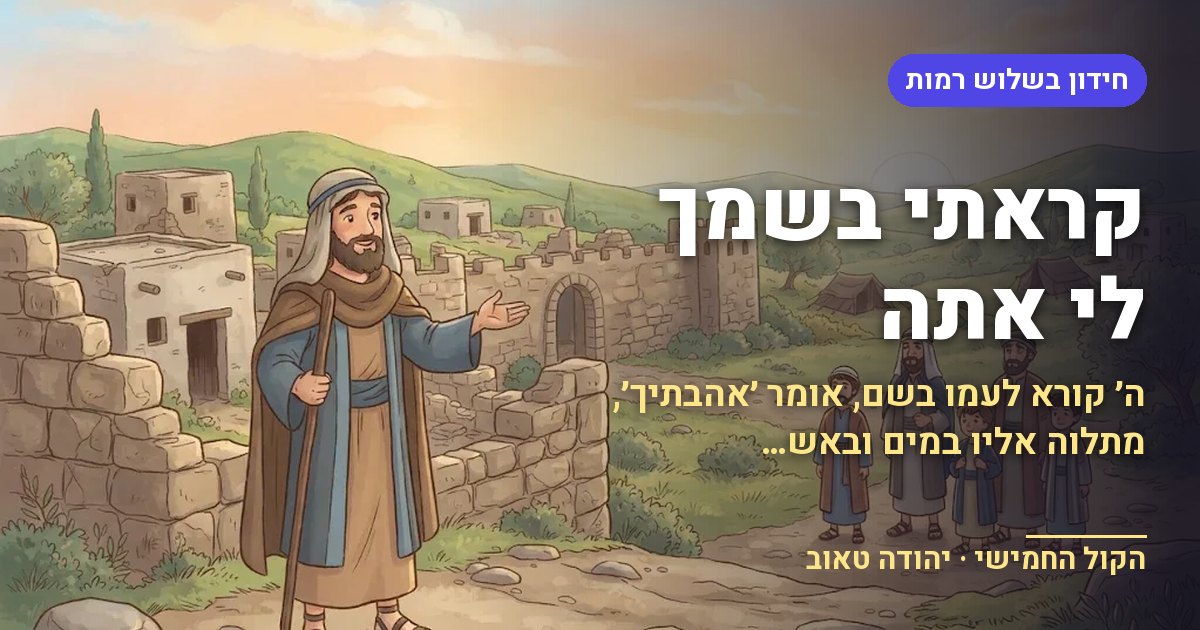 חידון בשלוש רמות
קראתי בשמך
לי אתה
ה׳ קורא לעמו בשם, אומר ׳אהבתיך׳,
מתלווה אליו במים ובאש...
הקול החמישי · יהודה טאוב